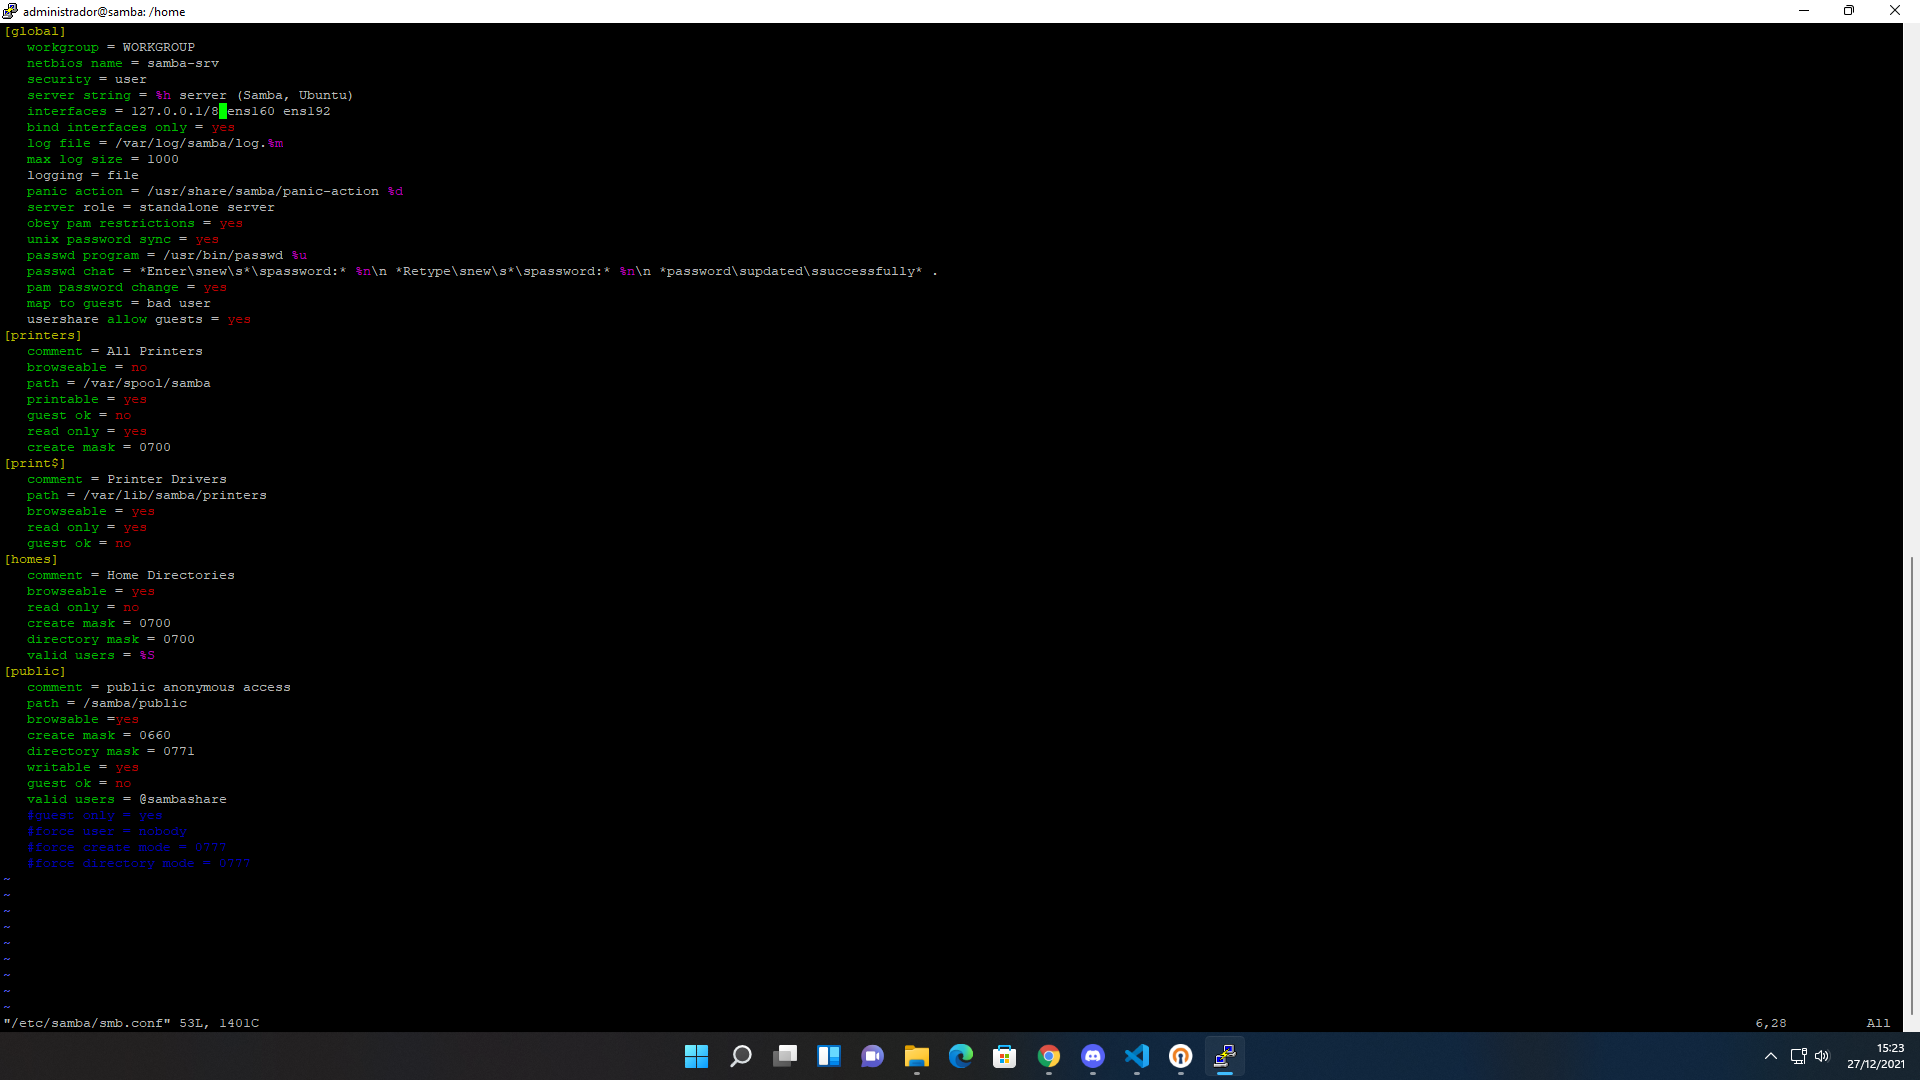 administrador@samba: /home
[global]
   workgroup = WORKGROUP
   netbios name = samba-srv
   security = user
   server string = %h server (Samba, Ubuntu)
   interfaces = 127.0.0.1/8 ens160 ens192
   bind interfaces only = yes
   log file = /var/log/samba/log.%m
   max log size = 1000
   logging = file
   panic action = /usr/share/samba/panic-action %d
   server role = standalone server
   obey pam restrictions = yes
   unix password sync = yes
   passwd program = /usr/bin/passwd %u
   passwd chat = *Enter\snew\s*\spassword:* %n\n *Retype\snew\s*\spassword:* %n\n *password\supdated\ssuccessfully* .
   pam password change = yes
   map to guest = bad user
   usershare allow guests = yes
[printers]
   comment = All Printers
   browseable = no
   path = /var/spool/samba
   printable = yes
   guest ok = no
   read only = yes
   create mask = 0700
[print$]
   comment = Printer Drivers
   path = /var/lib/samba/printers
   browseable = yes
   read only = yes
   guest ok = no
[homes]
   comment = Home Directories
   browseable = yes
   read only = no
   create mask = 0700
   directory mask = 0700
   valid users = %S
[public]
   comment = public anonymous access
   path = /samba/public
   browsable =yes
   create mask = 0660
   directory mask = 0771
   writable = yes
   guest ok = no
   valid users = @sambashare
   #guest only = yes
   #force user = nobody
   #force create mode = 0777
   #force directory mode = 0777
~
~
~
~
~
~
~
~
~
"/etc/samba/smb.conf" 53L, 1401C 6,28 All
15:23
27/12/2021